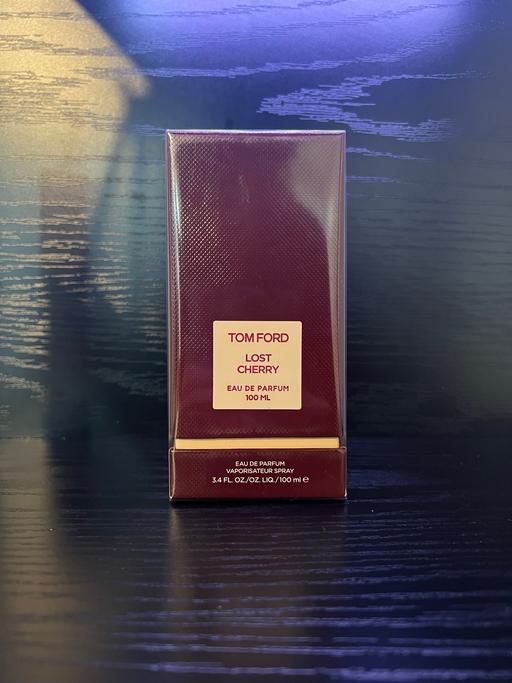 TOM FORD
LOST
CHERRY
EAU DE PARFUM
100 ML
EAU DE PARFUM
VAPORISATEUR SPRAY
3.4 FL. OZ./OZ. LIQ./100 ml ℮